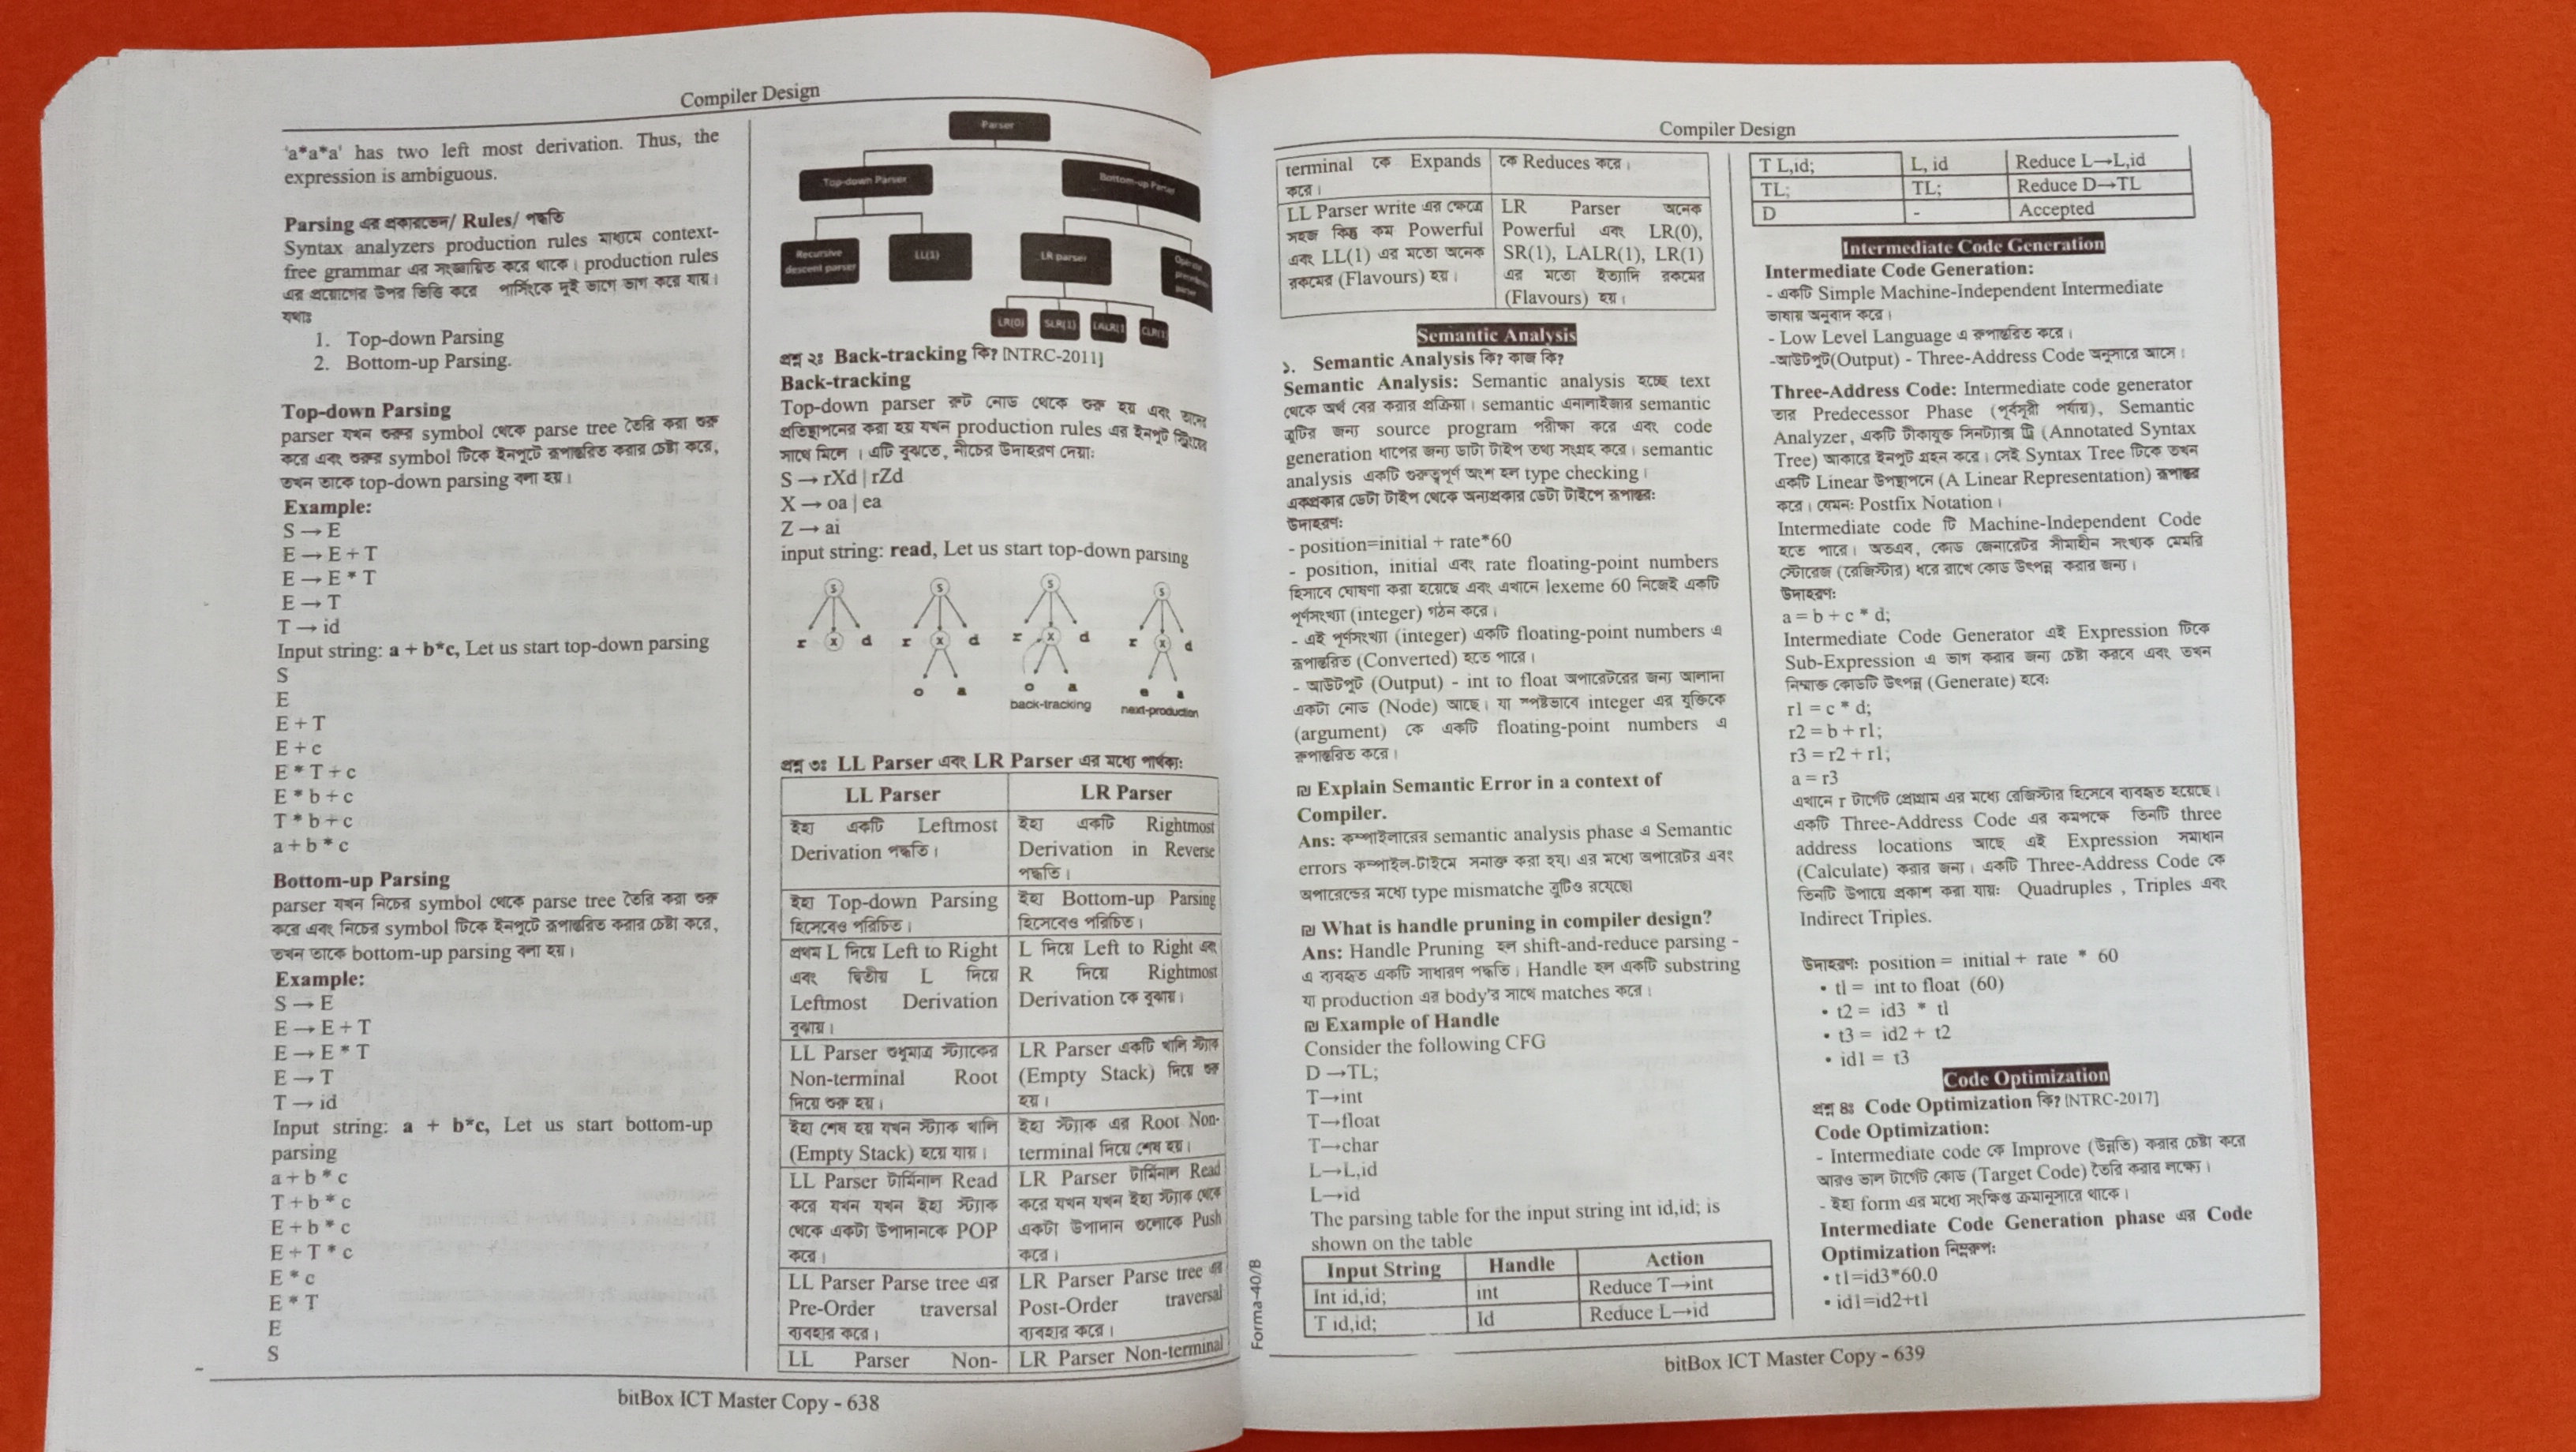 Compiler Design
'a*a*a' has two left most derivation. Thus, the
expression is ambiguous.
Parsing এর প্রকারভেদ/ Rules/ পদ্ধতি
Syntax analyzers production rules মাধ্যমে context-
free grammar এর সংজ্ঞায়িত করে থাকে। production rules
এর প্রয়োগের উপর ভিত্তি করে পার্সিংকে দুই ভাগে ভাগ করে যায়।
যথাঃ
1. Top-down Parsing
2. Bottom-up Parsing.
Top-down Parsing
parser যখন শুরুর symbol থেকে parse tree তৈরি করা শুরু
করে এবং শুরুর symbol টিকে ইনপুটে রূপান্তরিত করার চেষ্টা করে,
তখন তাকে top-down parsing বলা হয়।
Example:
S → E
E → E + T
E → E * T
E → T
T → id
Input string: a + b*c, Let us start top-down parsing
S
E
E + T
E + c
E * T + c
E * b + c
T * b + c
a + b * c
Bottom-up Parsing
parser যখন নিচের symbol থেকে parse tree তৈরি করা শুরু
করে এবং নিচের symbol টিকে ইনপুটে রূপান্তরিত করার চেষ্টা করে,
তখন তাকে bottom-up parsing বলা হয়।
Example:
S → E
E → E + T
E → E * T
E → T
T → id
Input string: a + b*c, Let us start bottom-up
parsing
a + b * c
T + b * c
E + b * c
E + T * c
E * c
E * T
E
S
Parser
Top-down Parser
Bottom-up Parser
Recursive
descent parser
LL(1)
LR parser
parser
LR(0)
SLR(1)
LALR(1
CLR(1)
প্রশ্ন ২ঃ Back-tracking কি? [NTRC-2011]
Back-tracking
Top-down parser রুট নোড থেকে শুরু হয় এবং
প্রতিস্থাপনের করা হয় যখন production rules এর ইনপুট স্ট্রিংয়ের
সাথে মিলে । এটি বুঝতে, নীচের উদাহরণ দেয়া:
S → rXd | rZd
X → oa | ea
Z → ai
input string: read, Let us start top-down parsing
S S S S
r X d r X d r X d r X d
o a o a e a
back-tracking next-production
প্রশ্ন ৩ঃ LL Parser এবং LR Parser এর মধ্যে পার্থক্য:
LL Parser LR Parser
ইহা একটি Leftmost
Derivation পদ্ধতি।
ইহা একটি Rightmost
Derivation in Reverse
পদ্ধতি।
ইহা Top-down Parsing
হিসেবেও পরিচিত।
ইহা Bottom-up Parsing
হিসেবেও পরিচিত।
প্রথম L দিয়ে Left to Right
এবং দ্বিতীয় L দিয়ে
Leftmost Derivation
বুঝায়।
L দিয়ে Left to Right এবং
R দিয়ে Rightmost
Derivation কে বুঝায়।
LL Parser শুধুমাত্র স্ট্যাকের
Non-terminal Root
দিয়ে শুরু হয়।
LR Parser একটি খালি স্ট্যাক
(Empty Stack) দিয়ে শুরু
হয়।
ইহা শেষ হয় যখন স্ট্যাক খালি
(Empty Stack) হয়ে যায়।
ইহা স্ট্যাক এর Root Non-
terminal দিয়ে শেষ হয়।
LL Parser টার্মিনাল Read
করে যখন যখন ইহা স্ট্যাক
থেকে একটা উপাদানকে POP
করে।
LR Parser টার্মিনাল Read
করে যখন যখন ইহা স্ট্যাক থেকে
একটা উপাদান গুলোকে Push
করে।
LL Parser Parse tree এর
Pre-Order traversal
ব্যবহার করে।
LR Parser Parse tree এর
Post-Order traversal
ব্যবহার করে।
LL Parser Non-
LR Parser Non-terminal
bitBox ICT Master Copy - 638
Compiler Design
terminal কে Expands
করে।
কে Reduces করে।
LL Parser write এর ক্ষেত্রে
সহজ কিন্তু কম Powerful
এবং LL(1) এর মতো অনেক
রকমের (Flavours) হয়।
LR Parser অনেক
Powerful এবং LR(0),
SR(1), LALR(1), LR(1)
এর মতো ইত্যাদি রকমের
(Flavours) হয়।
Semantic Analysis
১. Semantic Analysis কি? কাজ কি?
Semantic Analysis: Semantic analysis হচ্ছে text
থেকে অর্থ বের করার প্রক্রিয়া। semantic এনালাইজার semantic
ত্রুটির জন্য source program পরীক্ষা করে এবং code
generation ধাপের জন্য ডাটা টাইপ তথ্য সংগ্রহ করে। semantic
analysis একটি গুরুত্বপূর্ণ অংশ হল type checking।
একপ্রকার ডেটা টাইপ থেকে অন্যপ্রকার ডেটা টাইপে রূপান্তর:
উদাহরণ:
- position=initial + rate*60
- position, initial এবং rate floating-point numbers
হিসাবে ঘোষণা করা হয়েছে এবং এখানে lexeme 60 নিজেই একটি
পূর্ণসংখ্যা (integer) গঠন করে।
- এই পূর্ণসংখ্যা (integer) একটি floating-point numbers এ
রূপান্তরিত (Converted) হতে পারে।
- আউটপুট (Output) - int to float অপারেটরের জন্য আলাদা
একটা নোড (Node) আছে। যা স্পষ্টভাবে integer এর যুক্তিকে
(argument) কে একটি floating-point numbers এ
রুপান্তরিত করে।
₪ Explain Semantic Error in a context of
Compiler.
Ans: কম্পাইলারের semantic analysis phase এ Semantic
errors কম্পাইল-টাইমে সনাক্ত করা হয়। এর মধ্যে অপারেটর এবং
অপারেন্ডের মধ্যে type mismatche ত্রুটিও রয়েছে।
₪ What is handle pruning in compiler design?
Ans: Handle Pruning হল shift-and-reduce parsing -
এ ব্যবহৃত একটি সাধারণ পদ্ধতি। Handle হল একটি substring
যা production এর body'র সাথে matches করে।
₪ Example of Handle
Consider the following CFG
D →TL;
T→int
T→float
T→char
L→L,id
L→id
The parsing table for the input string int id,id; is
shown on the table
Input String Handle Action
Int id,id; int Reduce T→int
T id,id; Id Reduce L→id
Forma-40/B
T L,id; L, id Reduce L→L,id
TL; TL; Reduce D→TL
D - Accepted
Intermediate Code Generation
Intermediate Code Generation:
- একটি Simple Machine-Independent Intermediate
ভাষায় অনুবাদ করে।
- Low Level Language এ রুপান্তরিত করে।
-আউটপুট(Output) - Three-Address Code অনুসারে আসে।
Three-Address Code: Intermediate code generator
তার Predecessor Phase (পূর্বসূরী পর্যায়), Semantic
Analyzer, একটি টীকাযুক্ত সিনট্যাক্স ট্রি (Annotated Syntax
Tree) আকারে ইনপুট গ্রহন করে। সেই Syntax Tree টিকে তখন
একটি Linear উপস্থাপনে (A Linear Representation) রূপান্তর
করে। যেমন: Postfix Notation।
Intermediate code টি Machine-Independent Code
হতে পারে। অতএব, কোড জেনারেটর সীমাহীন সংখ্যক মেমরি
স্টোরেজ (রেজিস্টার) ধরে রাখে কোড উৎপন্ন করার জন্য।
উদাহরণ:
a = b + c * d;
Intermediate Code Generator এই Expression টিকে
Sub-Expression এ ভাগ করার জন্য চেষ্টা করবে এবং তখন
নিম্মোক্ত কোডটি উৎপন্ন (Generate) হবে:
r1 = c * d;
r2 = b + r1;
r3 = r2 + r1;
a = r3
এখানে r টার্গেট প্রোগ্রাম এর মধ্যে রেজিস্টার হিসেবে ব্যবহৃত হয়েছে।
একটি Three-Address Code এর কমপক্ষে তিনটি three
address locations আছে এই Expression সমাধান
(Calculate) করার জন্য। একটি Three-Address Code কে
তিনটি উপায়ে প্রকাশ করা যায়: Quadruples , Triples এবং
Indirect Triples.
উদাহরণ: position = initial + rate * 60
• tl = int to float (60)
• t2 = id3 * tl
• t3 = id2 + t2
• id1 = t3
Code Optimization
প্রশ্ন ৪ঃ Code Optimization কি? [NTRC-2017]
Code Optimization:
- Intermediate code কে Improve (উন্নতি) করার চেষ্টা করে
আরও ভাল টার্গেট কোড (Target Code) তৈরি করার লক্ষ্যে।
- ইহা form এর মধ্যে সংক্ষিপ্ত ক্রমানুসারে থাকে।
Intermediate Code Generation phase এর Code
Optimization নিম্নরুপ:
• t1=id3*60.0
• id1=id2+t1
bitBox ICT Master Copy - 639